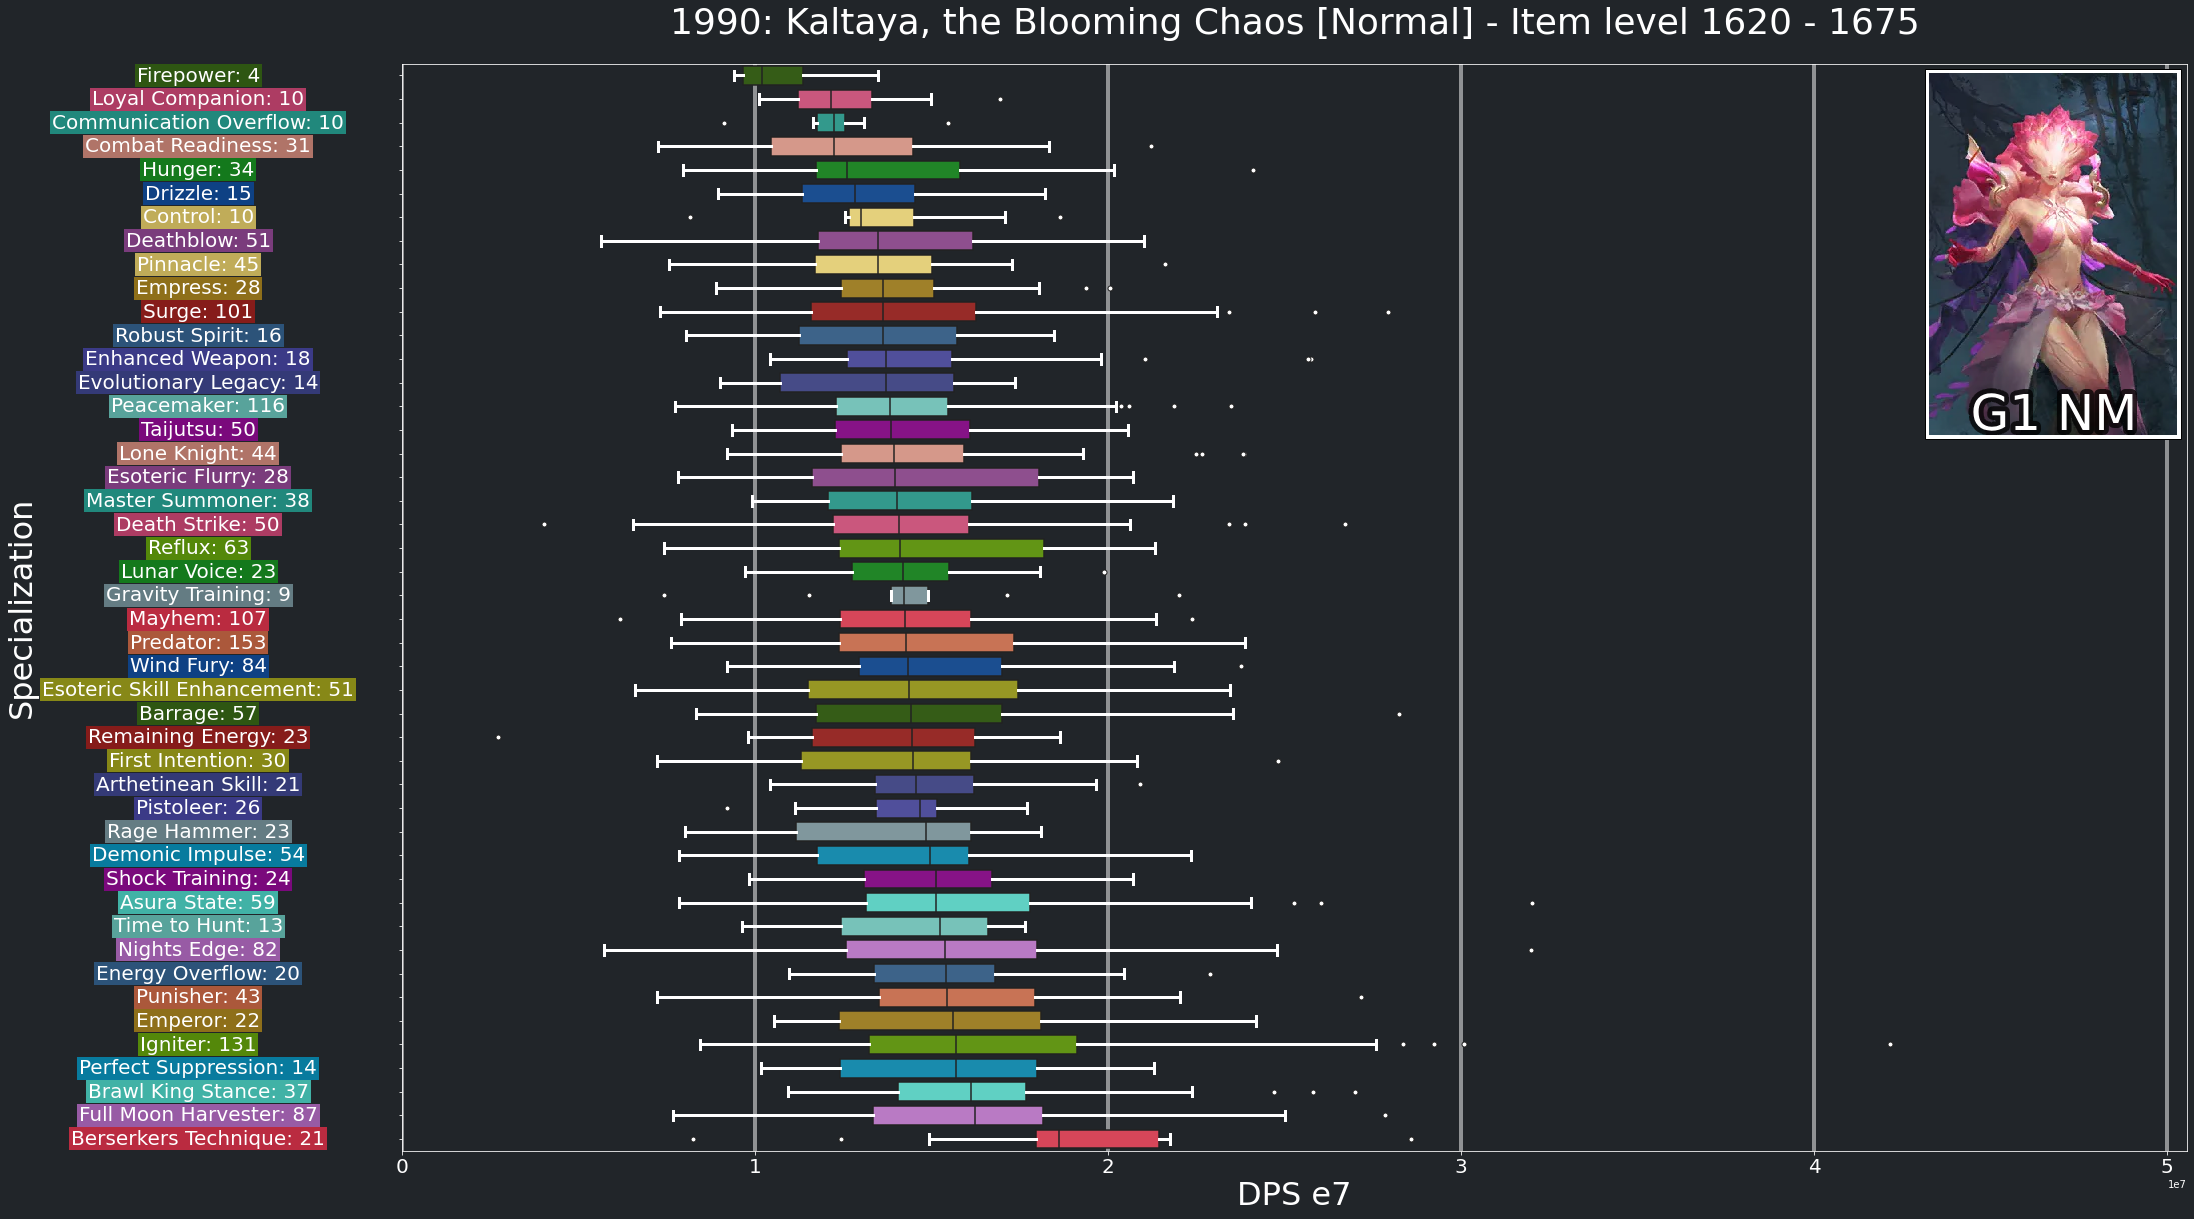 1990: Kaltaya, the Blooming Chaos [Normal] - Item level 1620 - 1675
Specialization
Firepower: 4
Loyal Companion: 10
Communication Overflow: 10
Combat Readiness: 31
Hunger: 34
Drizzle: 15
Control: 10
Deathblow: 51
Pinnacle: 45
Empress: 28
Surge: 101
Robust Spirit: 16
Enhanced Weapon: 18
Evolutionary Legacy: 14
Peacemaker: 116
Taijutsu: 50
Lone Knight: 44
Esoteric Flurry: 28
Master Summoner: 38
Death Strike: 50
Reflux: 63
Lunar Voice: 23
Gravity Training: 9
Mayhem: 107
Predator: 153
Wind Fury: 84
Esoteric Skill Enhancement: 51
Barrage: 57
Remaining Energy: 23
First Intention: 30
Arthetinean Skill: 21
Pistoleer: 26
Rage Hammer: 23
Demonic Impulse: 54
Shock Training: 24
Asura State: 59
Time to Hunt: 13
Nights Edge: 82
Energy Overflow: 20
Punisher: 43
Emperor: 22
Igniter: 131
Perfect Suppression: 14
Brawl King Stance: 37
Full Moon Harvester: 87
Berserkers Technique: 21
G1 NM
0 1 2 3 4 5
1e7
DPS e7